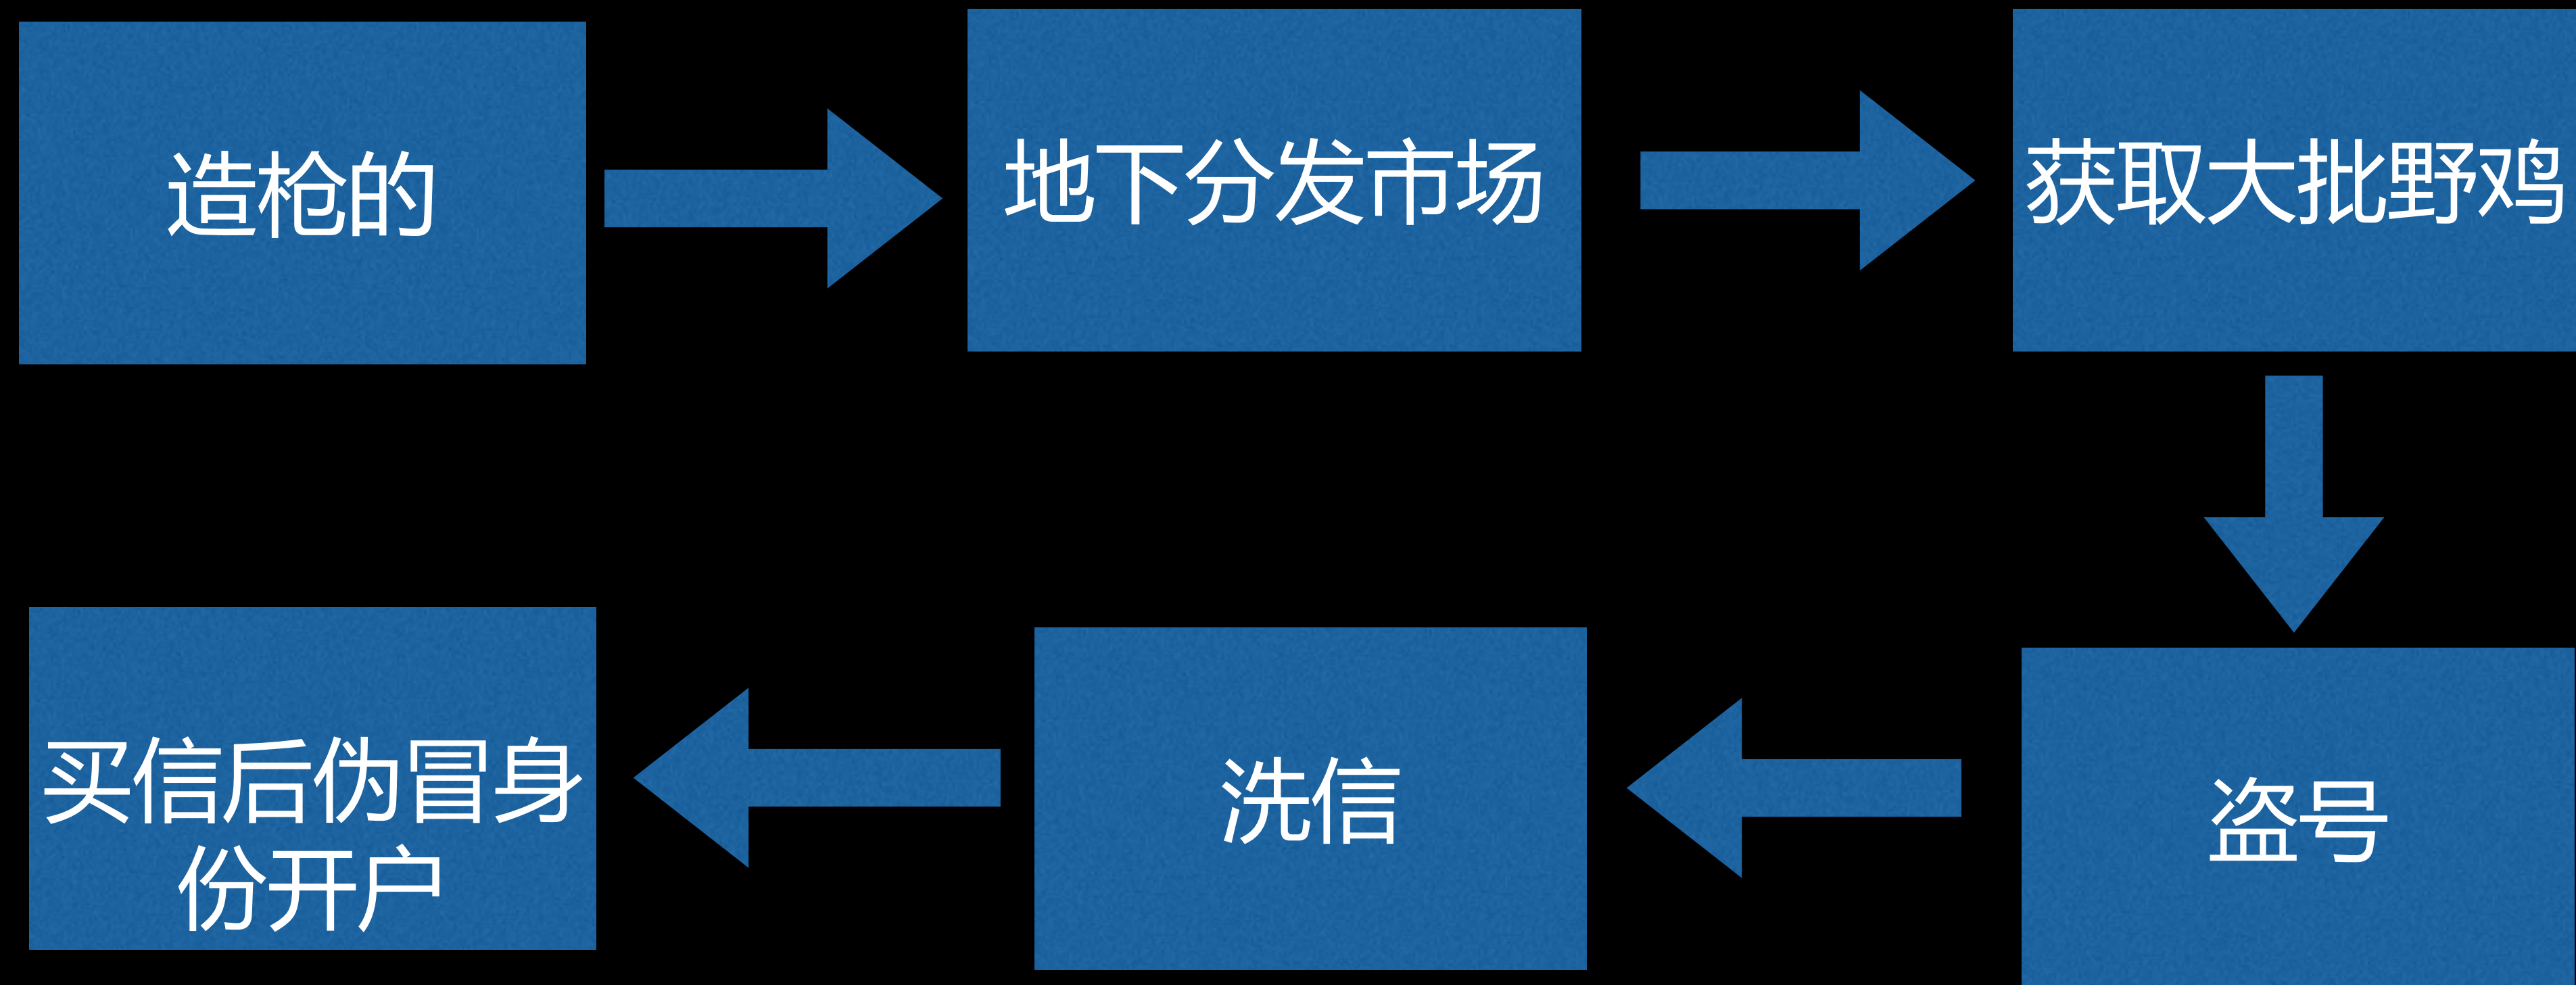 造枪的
地下分发市场
获取大批野鸡
盗号
洗信
买信后伪冒身
份开户